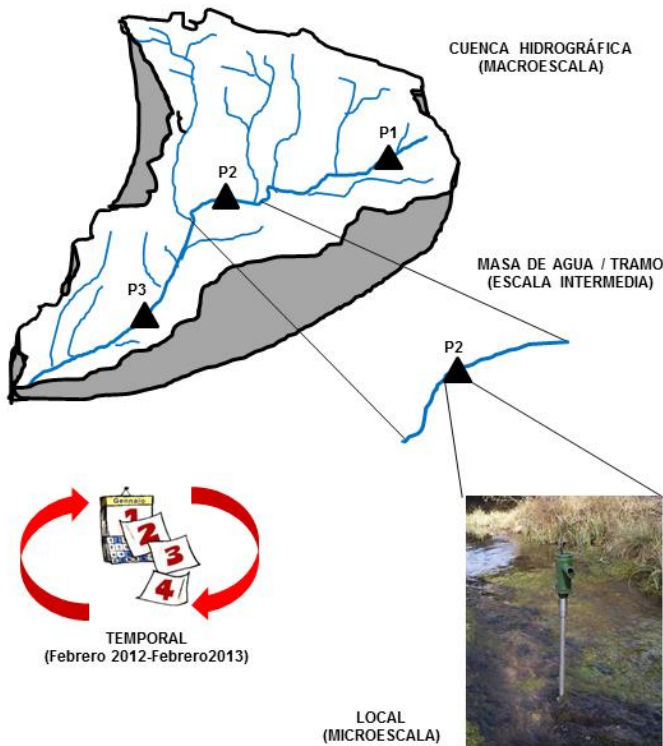 CUENCA HIDROGRÁFICA
(MACROESCALA)
P1
P2
P3
MASA DE AGUA / TRAMO
(ESCALA INTERMEDIA)
P2
Gennaio
1
2
3
4
TEMPORAL
(Febrero 2012-Febrero2013)
LOCAL
(MICROESCALA)